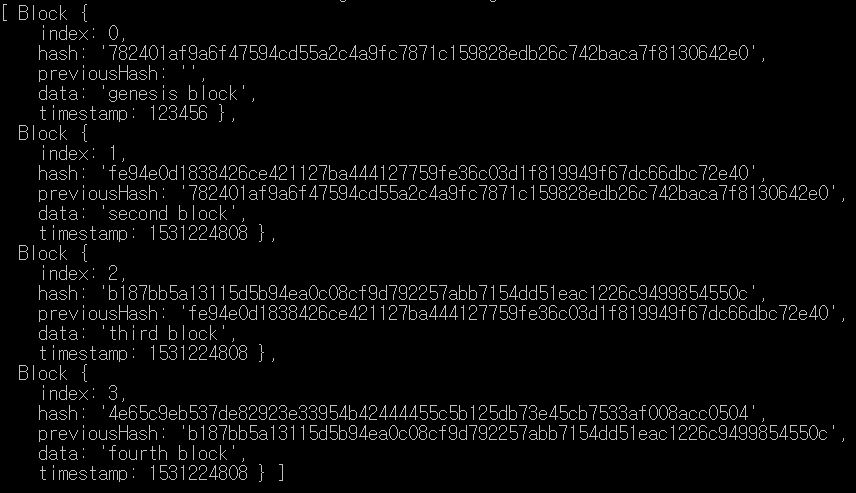 [ Block {
    index: 0,
    hash: '782401af9a6f47594cd55a2c4a9fc7871c159828edb26c742baca7f8130642e0',
    previousHash: '',
    data: 'genesis block',
    timestamp: 123456 },
  Block {
    index: 1,
    hash: 'fe94e0d1838426ce421127ba444127759fe36c03d1f819949f67dc66dbc72e40',
    previousHash: '782401af9a6f47594cd55a2c4a9fc7871c159828edb26c742baca7f8130642e0',
    data: 'second block',
    timestamp: 1531224808 },
  Block {
    index: 2,
    hash: 'b187bb5a13115d5b94ea0c08cf9d792257abb7154dd51eac1226c9499854550c',
    previousHash: 'fe94e0d1838426ce421127ba444127759fe36c03d1f819949f67dc66dbc72e40',
    data: 'third block',
    timestamp: 1531224808 },
  Block {
    index: 3,
    hash: '4e65c9eb537de82923e33954b42444455c5b125db73e45cb7533af008acc0504',
    previousHash: 'b187bb5a13115d5b94ea0c08cf9d792257abb7154dd51eac1226c9499854550c',
    data: 'fourth block',
    timestamp: 1531224808 } ]